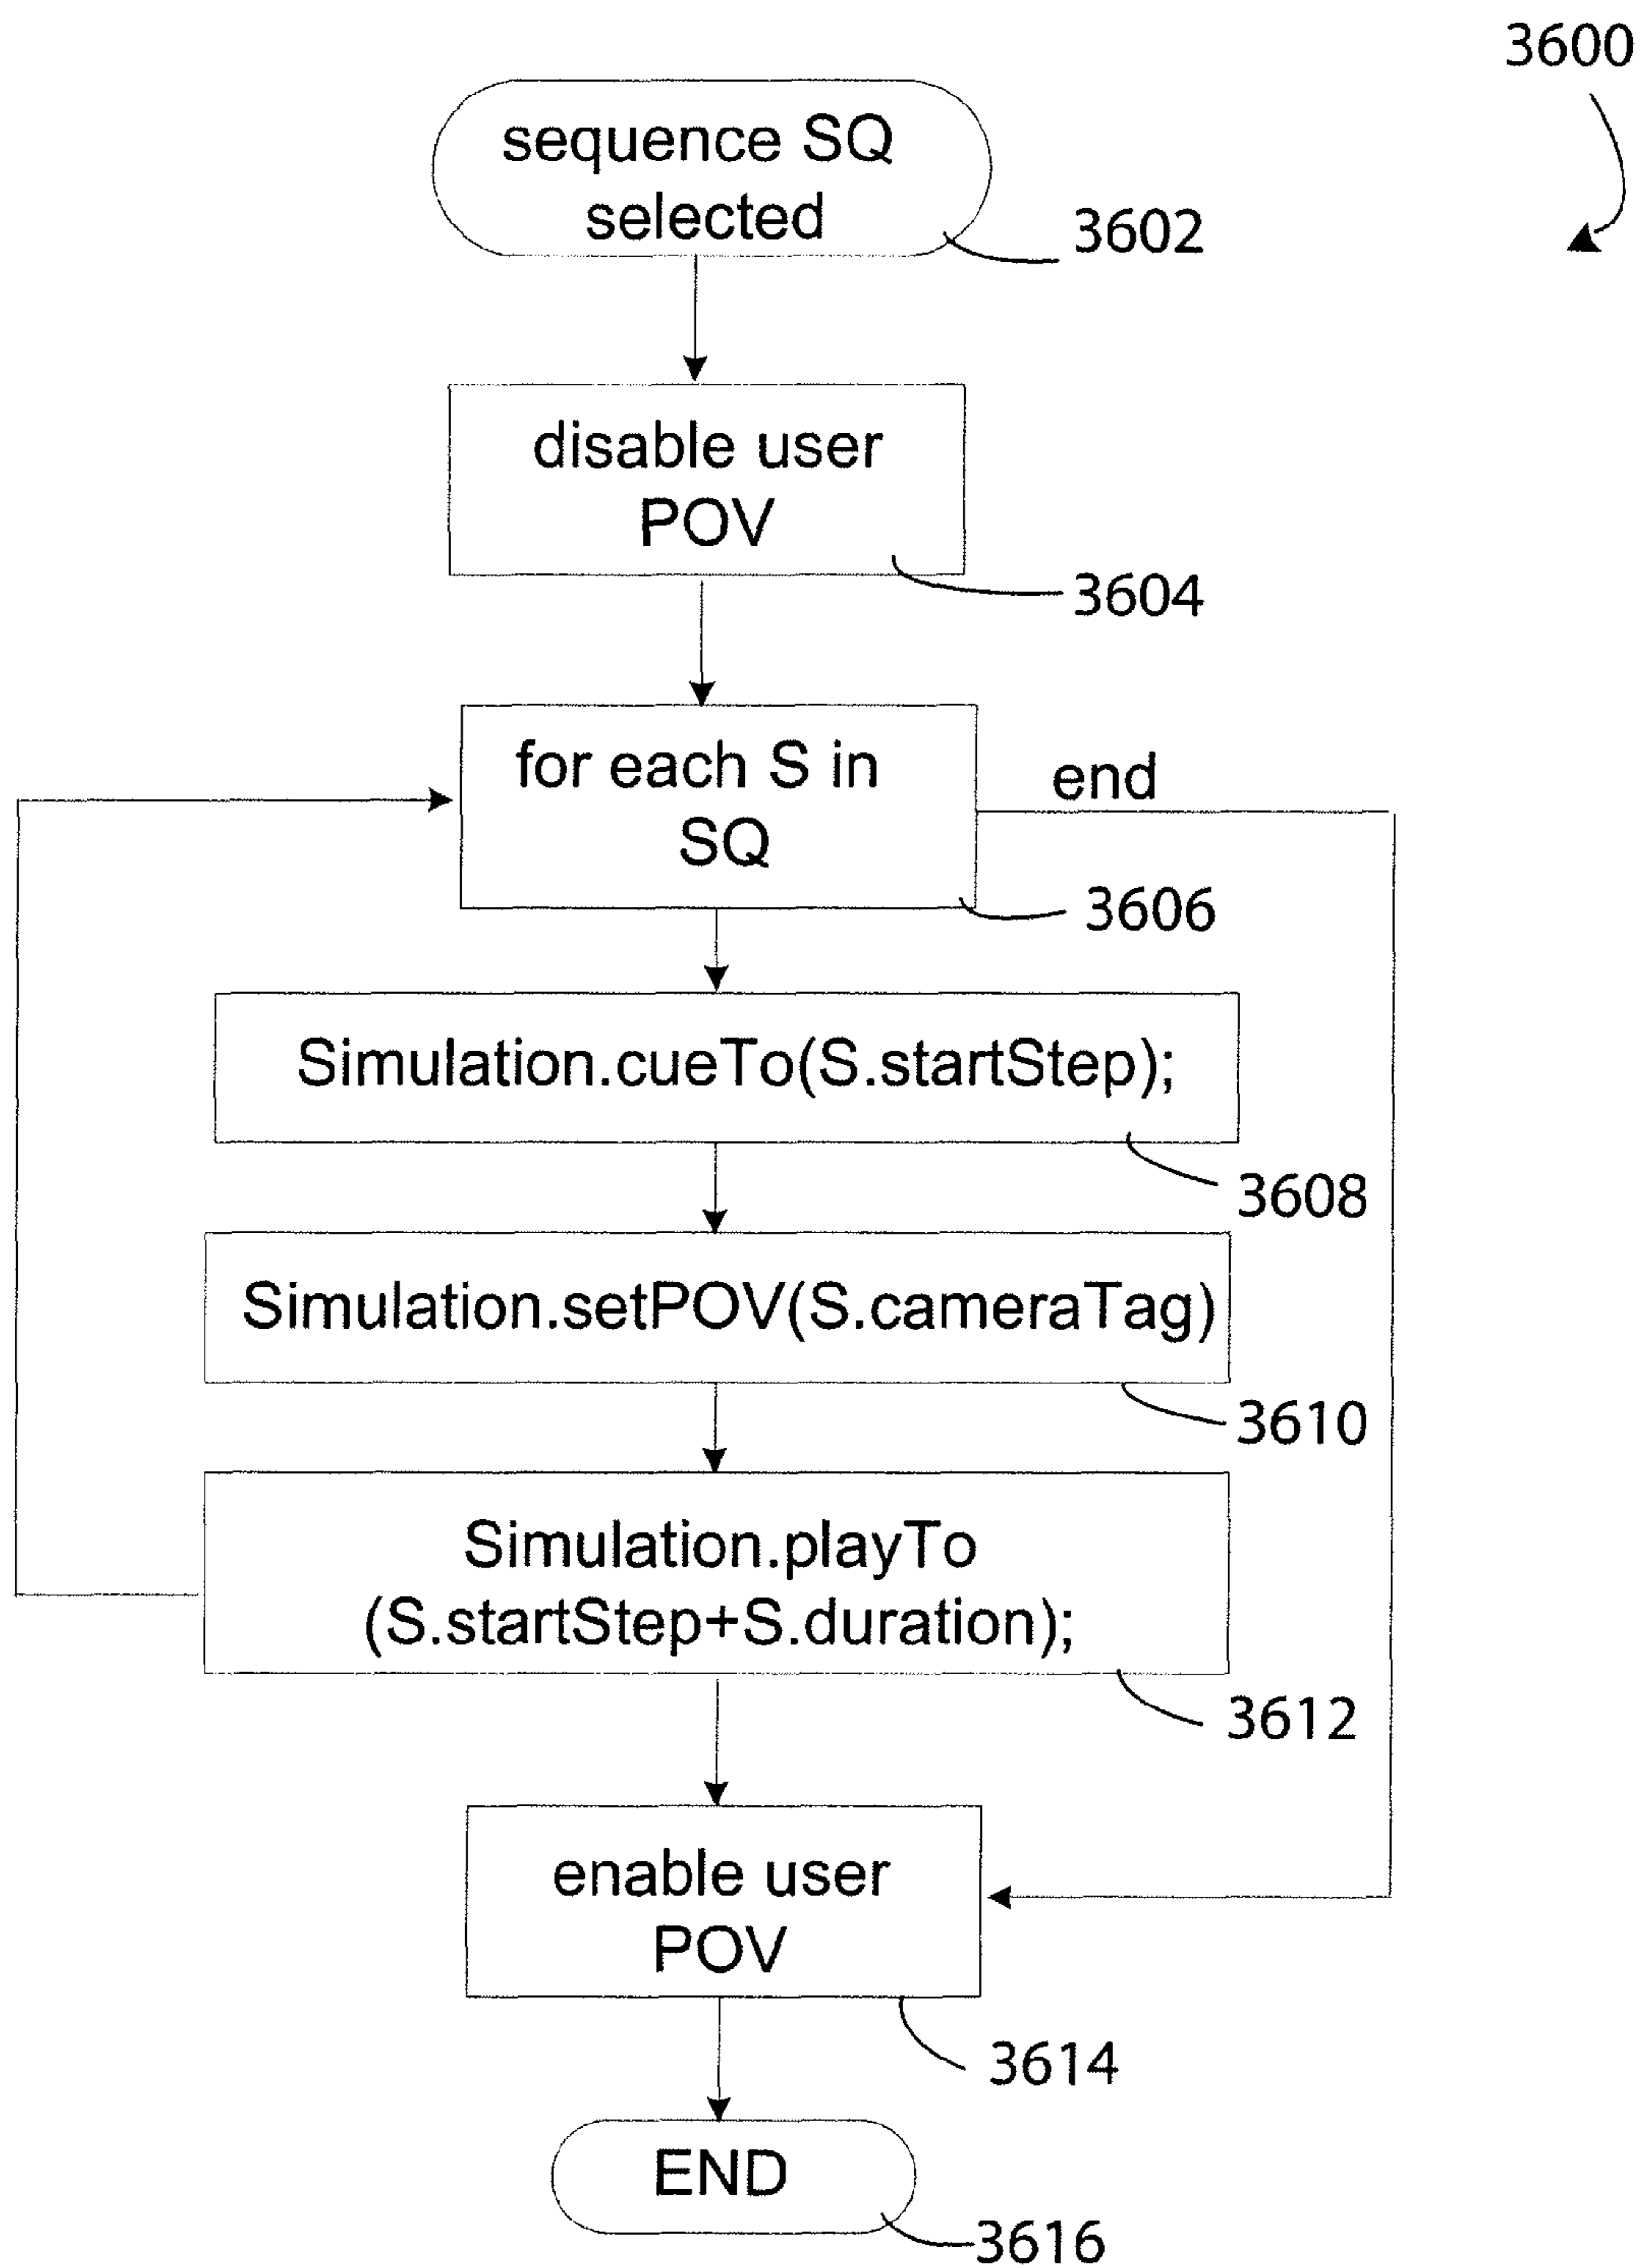 3600
sequence SQ
selected
3602
disable user
POV
3604
for each S in
SQ
end
3606
Simulation.cueTo(S.startStep);
3608
Simulation.setPOV(S.cameraTag)
3610
Simulation.playTo
(S.startStep+S.duration);
3612
enable user
POV
3614
END
3616